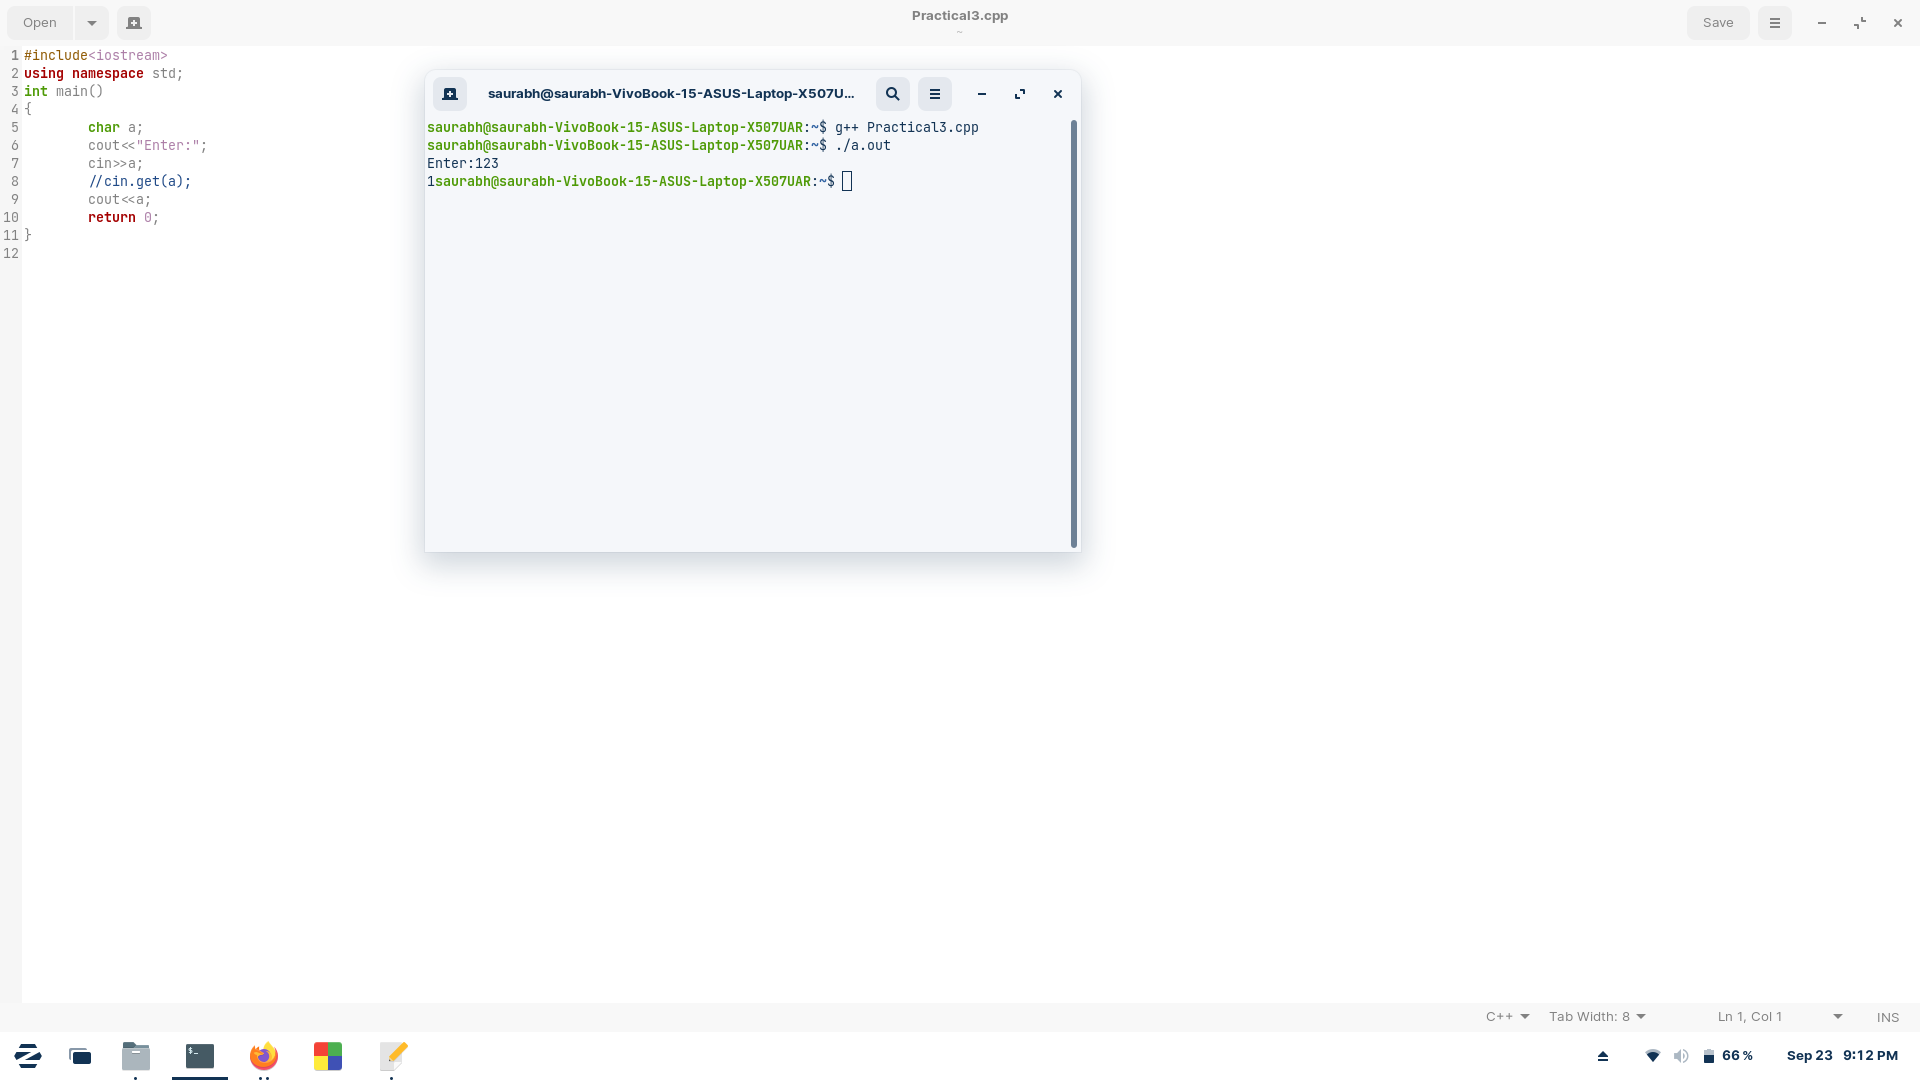 Open
Practical3.cpp
~
Save
1 #include<iostream>
2 using namespace std;
3 int main()
4 {
5         char a;
6         cout<<"Enter:";
7         cin>>a;
8         //cin.get(a);
9         cout<<a;
10         return 0;
11 }
12
saurabh@saurabh-VivoBook-15-ASUS-Laptop-X507U...
saurabh@saurabh-VivoBook-15-ASUS-Laptop-X507UAR:~$ g++ Practical3.cpp
saurabh@saurabh-VivoBook-15-ASUS-Laptop-X507UAR:~$ ./a.out
Enter:123
1saurabh@saurabh-VivoBook-15-ASUS-Laptop-X507UAR:~$
C++ Tab Width: 8 Ln 1, Col 1 INS
$_
66 % Sep 23 9:12 PM